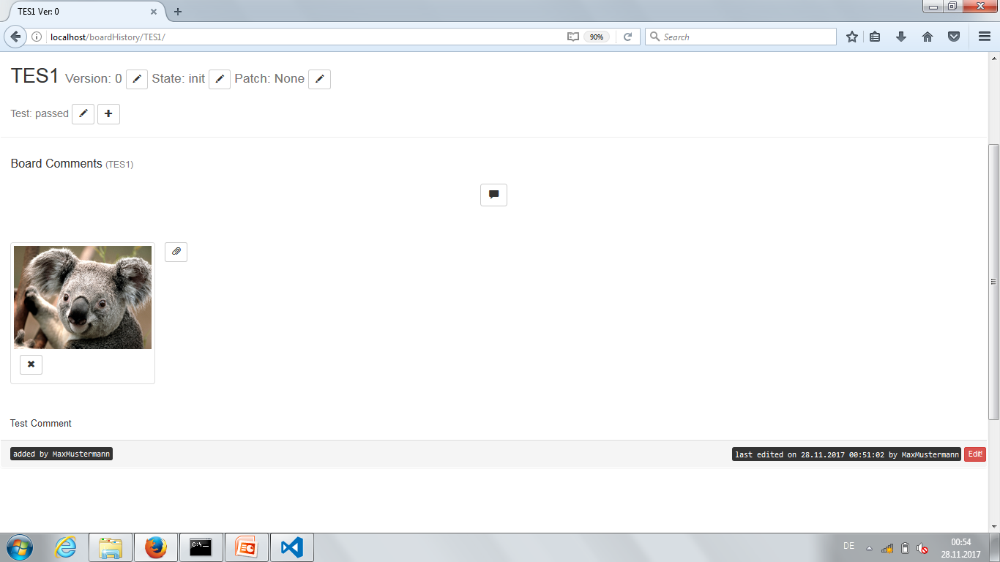 TES1 Ver: 0
localhost/boardHistory/TES1/
90%
Search
TES1 Version: 0 State: init Patch: None
Test: passed
Board Comments (TES1)
Test Comment
added by MaxMustermann
last edited on 28.11.2017 00:51:02 by MaxMustermann
Edit!
C:\_
DE
00:54
28.11.2017